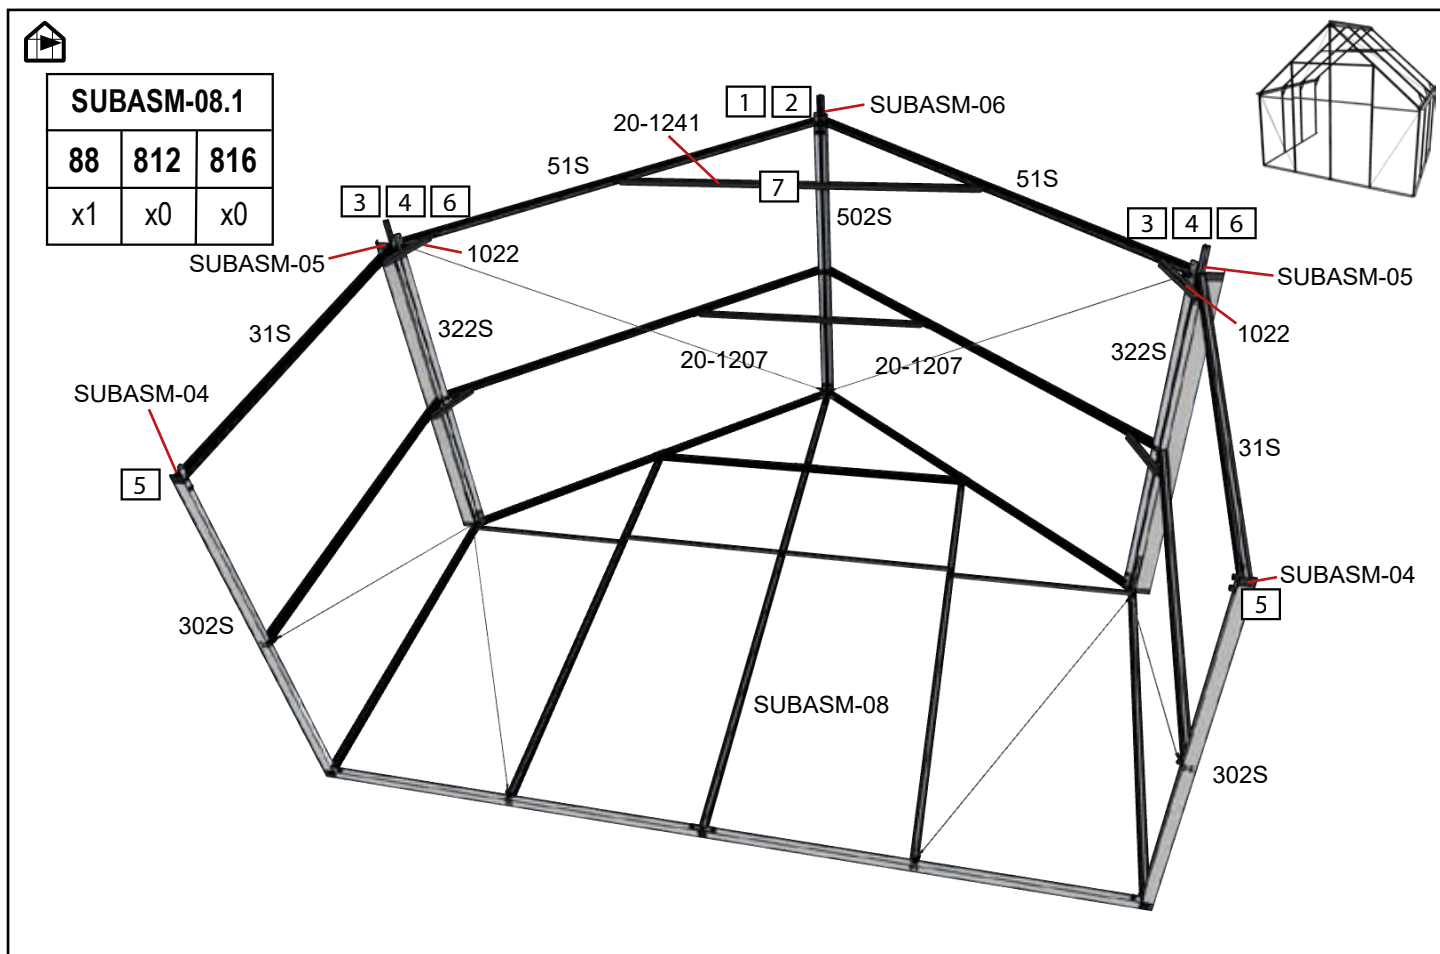 SUBASM-08.1
88 812 816
x1 x0 x0
1 2 SUBASM-06
20-1241
51S
51S
7
3 4 6
502S
3 4 6
SUBASM-05
1022
SUBASM-05
31S
322S
1022
322S
20-1207
20-1207
SUBASM-04
31S
5
SUBASM-04
5
302S
SUBASM-08
302S